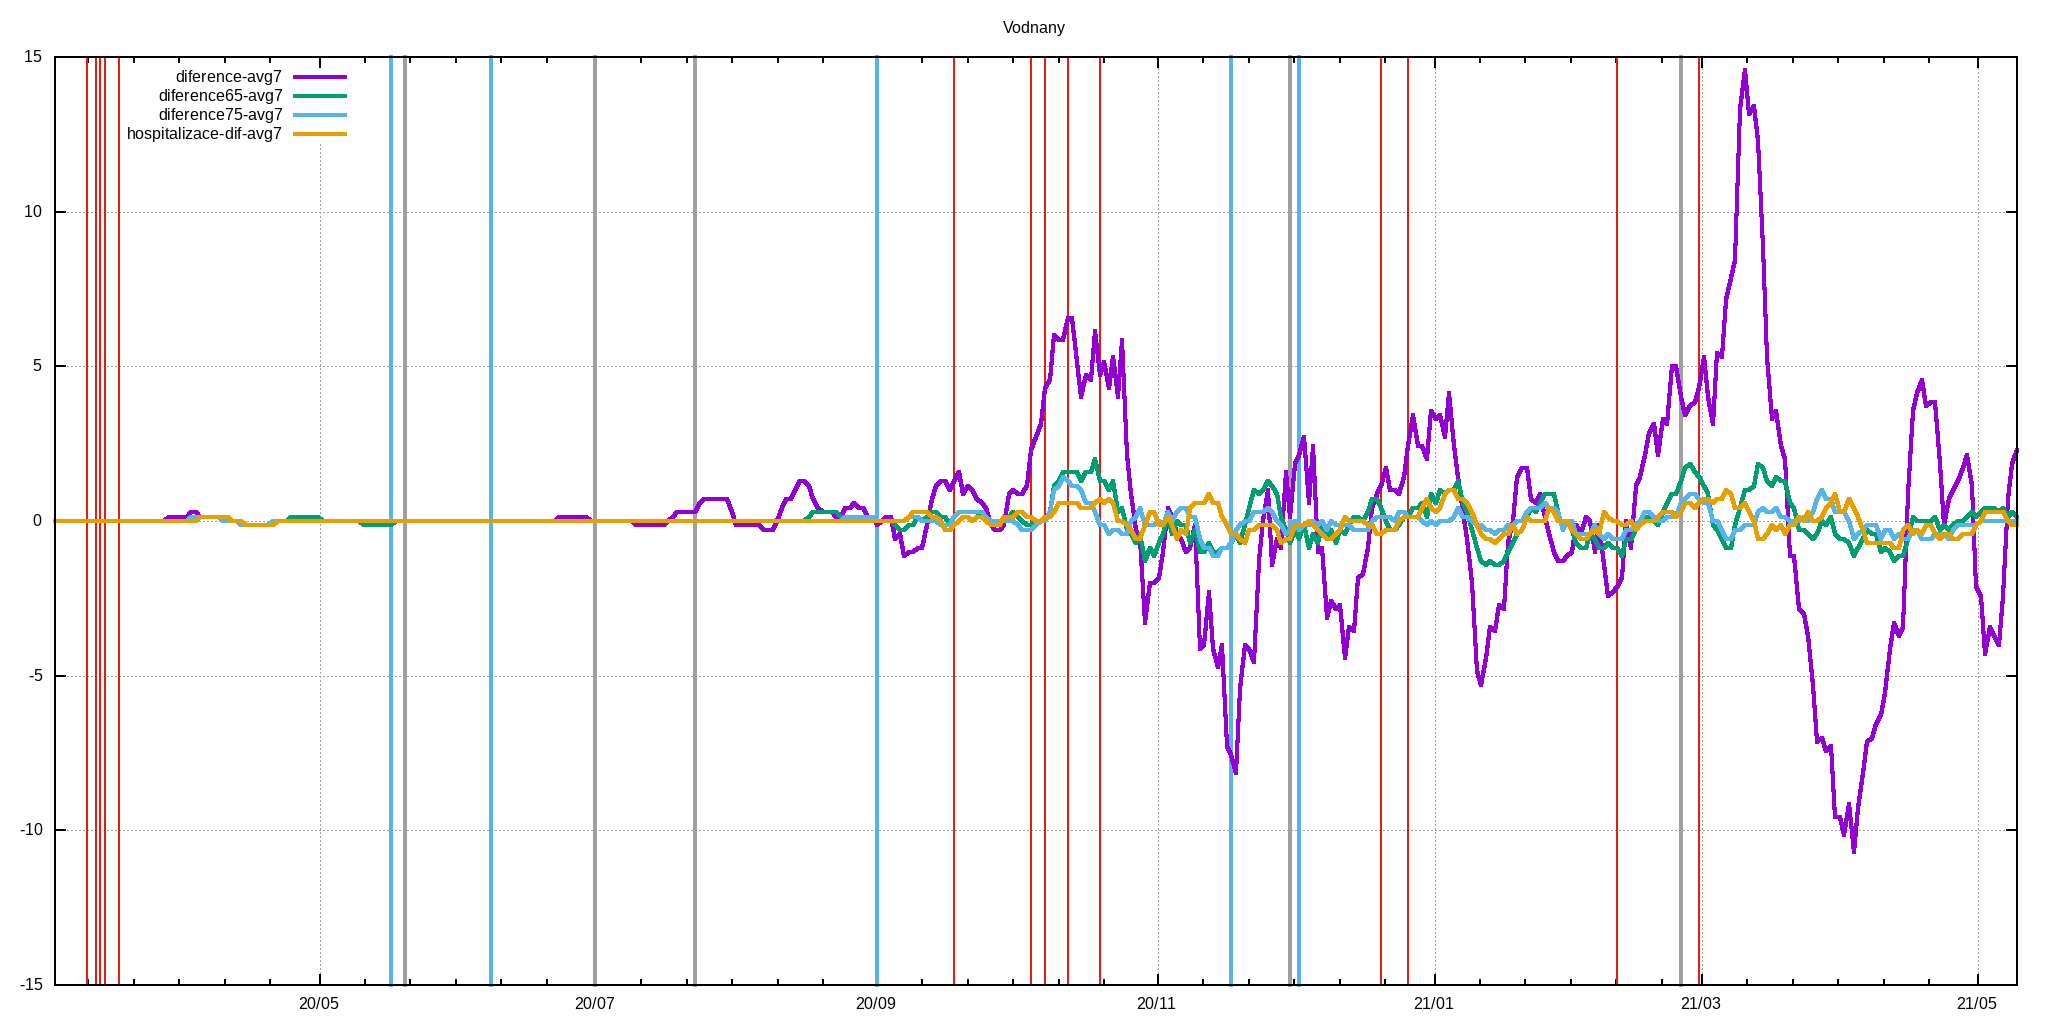 Vodnany
15
diference-avg7
diference65-avg7
diference75-avg7
hospitalizace-dif-avg7
10
5
0
-5
-10
-15
20/05 20/07 20/09 20/11 21/01 21/03 21/05